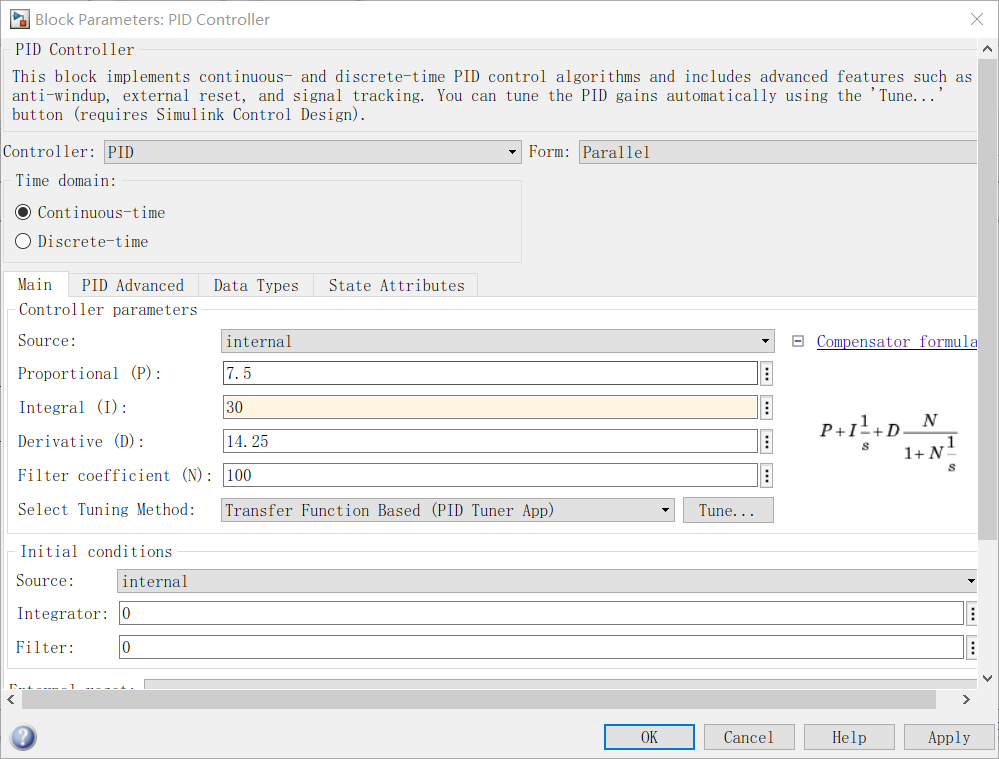 Block Parameters: PID Controller
PID Controller
This block implements continuous- and discrete-time PID control algorithms and includes advanced features such as
anti-windup, external reset, and signal tracking. You can tune the PID gains automatically using the 'Tune...'
button (requires Simulink Control Design).
Controller: PID Form: Parallel
Time domain:
Continuous-time
Discrete-time
Main PID Advanced Data Types State Attributes
Controller parameters
Source: internal Compensator formula
Proportional (P): 7.5
Integral (I): 30
Derivative (D): 14.25
P+I 1/s +D N/(1+N 1/s)
Filter coefficient (N): 100
Select Tuning Method: Transfer Function Based (PID Tuner App) Tune...
Initial conditions
Source: internal
Integrator: 0
Filter: 0
OK Cancel Help Apply